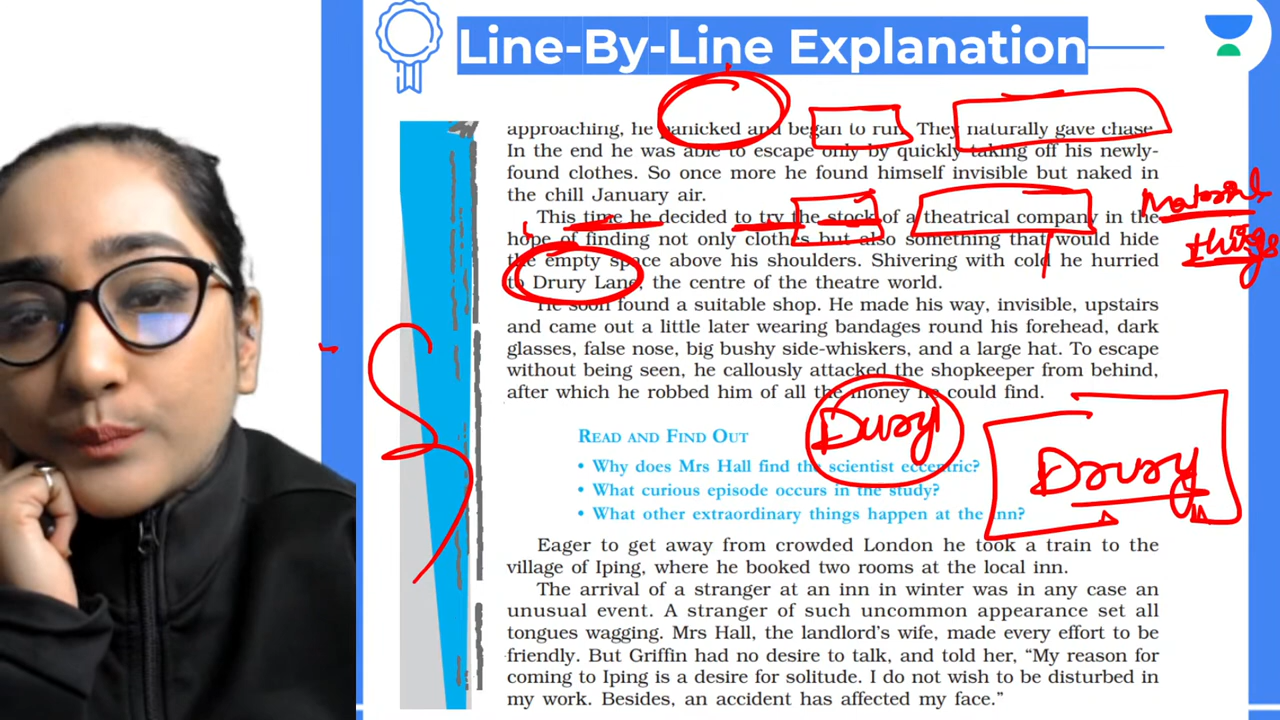 Line-By-Line Explanation
approaching, he panicked and began to run. They naturally gave chase.
In the end he was able to escape only by quickly taking off his newly-
found clothes. So once more he found himself invisible but naked in
the chill January air.
This time he decided to try the stock of a theatrical company in the
hope of finding not only clothes but also something that would hide
the empty space above his shoulders. Shivering with cold he hurried
to Drury Lane, the centre of the theatre world.
Material
things
He soon found a suitable shop. He made his way, invisible, upstairs
and came out a little later wearing bandages round his forehead, dark
glasses, false nose, big bushy side-whiskers, and a large hat. To escape
without being seen, he callously attacked the shopkeeper from behind,
after which he robbed him of all the money he could find.
Dury
Drury
READ AND FIND OUT
• Why does Mrs Hall find the scientist eccentric?
• What curious episode occurs in the study?
• What other extraordinary things happen at the inn?
Eager to get away from crowded London he took a train to the
village of Iping, where he booked two rooms at the local inn.
The arrival of a stranger at an inn in winter was in any case an
unusual event. A stranger of such uncommon appearance set all
tongues wagging. Mrs Hall, the landlord's wife, made every effort to be
friendly. But Griffin had no desire to talk, and told her, “My reason for
coming to Iping is a desire for solitude. I do not wish to be disturbed in
my work. Besides, an accident has affected my face.”